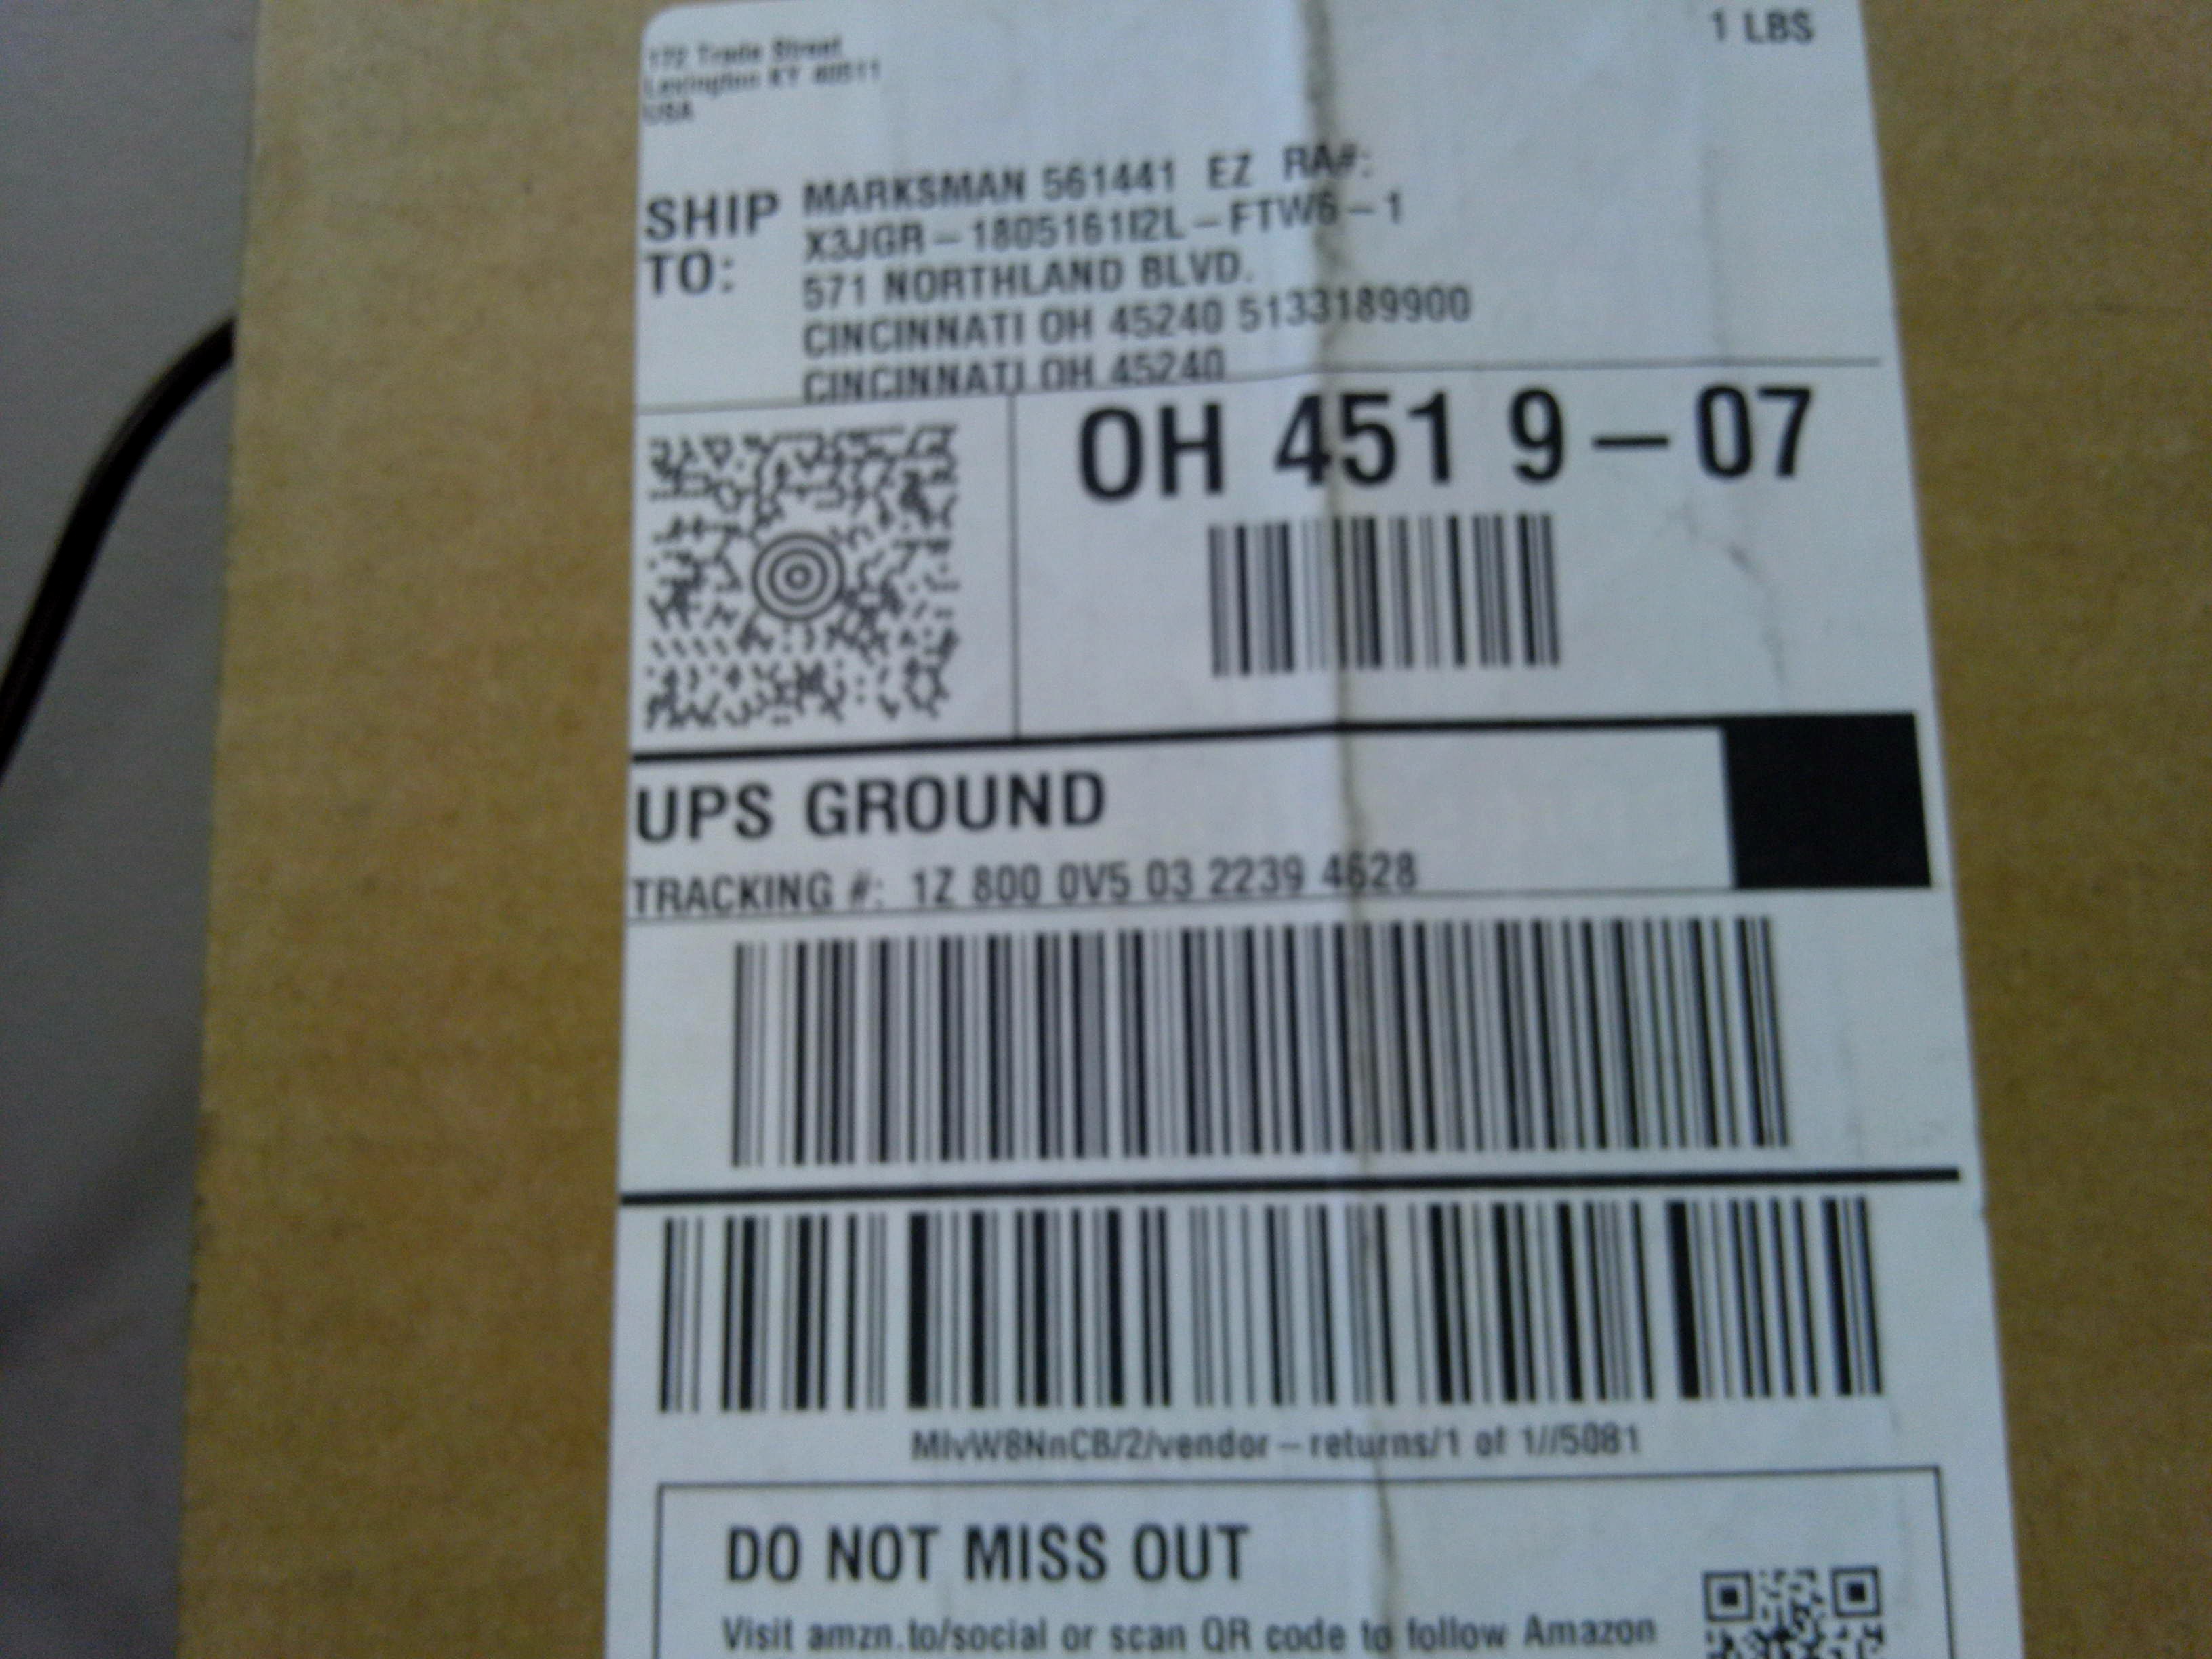 172 Trade Street
Lexington KY 40511
USA
1 LBS
SHIP TO:
MARKSMAN 561441 EZ RA#:
X3JGR-180516112L-FTW6-1
571 NORTHLAND BLVD.
CINCINNATI OH 45240 5133189900
CINCINNATI OH 45240
OH 451 9-07
UPS GROUND
TRACKING #: 1Z 800 0V5 03 2239 4628
MlvW8NnCB/2/vendor-returns/1 of 1//5081
DO NOT MISS OUT
Visit amzn.to/social or scan QR code to follow Amazon